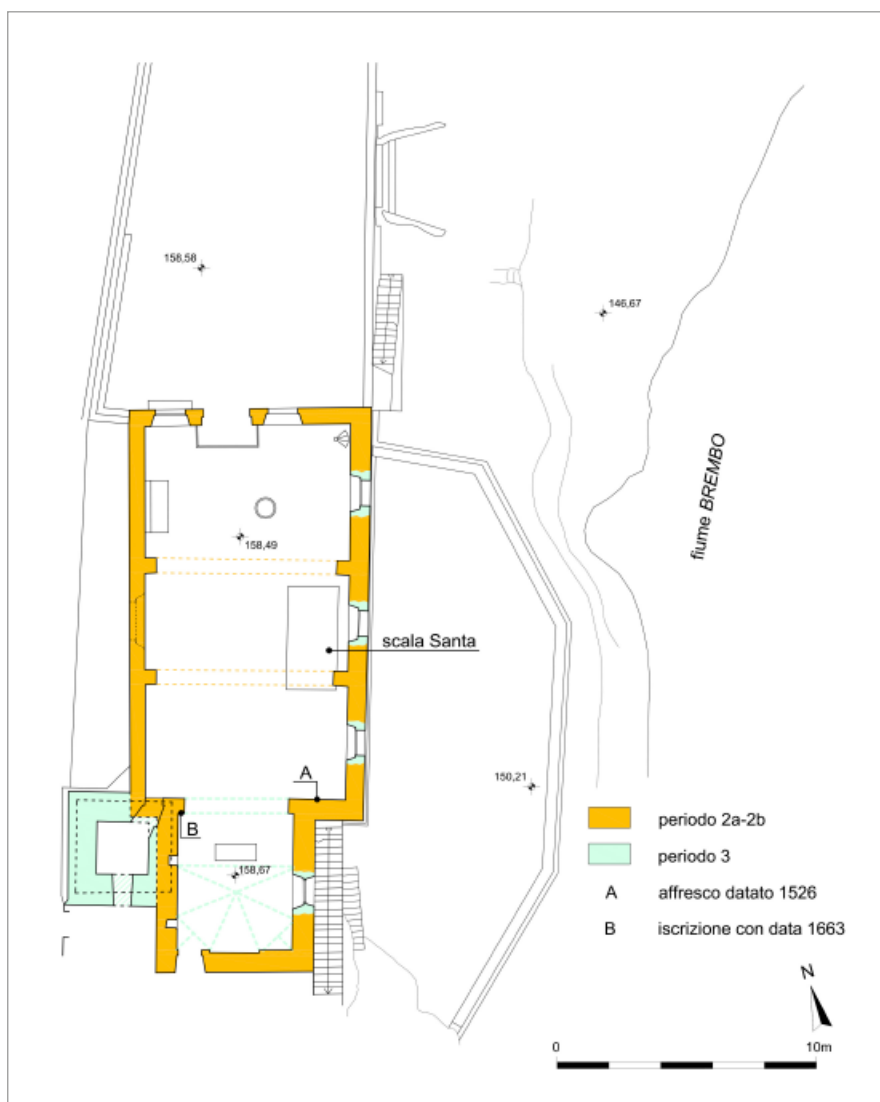 158,58
146,67
fiume BREMBO
158,49
scala Santa
A
150,21
B
158,67
periodo 2a-2b
periodo 3
A affresco datato 1526
B iscrizione con data 1663
N
0 10m